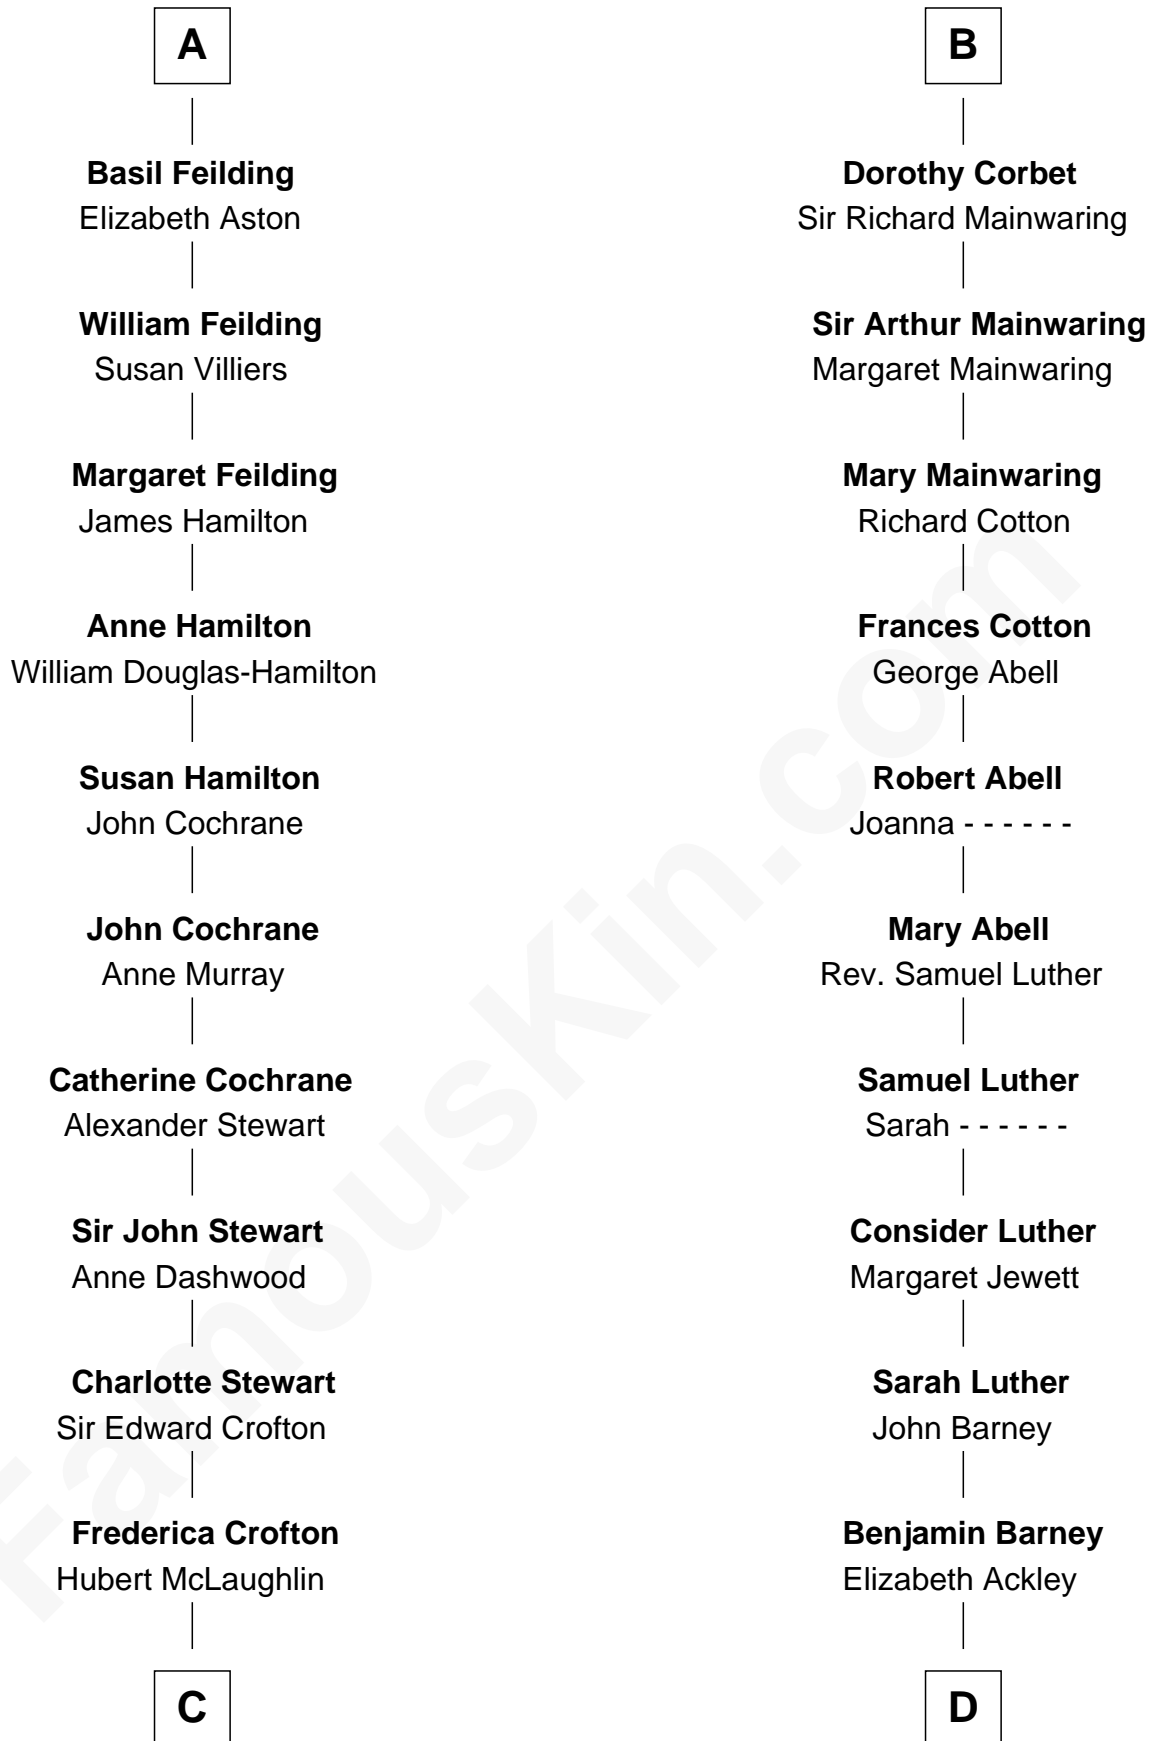 A
Basil Feilding
Elizabeth Aston
William Feilding
Susan Villiers
Margaret Feilding
James Hamilton
Anne Hamilton
William Douglas-Hamilton
Susan Hamilton
John Cochrane
John Cochrane
Anne Murray
Catherine Cochrane
Alexander Stewart
Sir John Stewart
Anne Dashwood
Charlotte Stewart
Sir Edward Crofton
Frederica Crofton
Hubert McLaughlin
C
B
Dorothy Corbet
Sir Richard Mainwaring
Sir Arthur Mainwaring
Margaret Mainwaring
Mary Mainwaring
Richard Cotton
Frances Cotton
George Abell
Robert Abell
Joanna - - - - - -
Mary Abell
Rev. Samuel Luther
Samuel Luther
Sarah - - - - - -
Consider Luther
Margaret Jewett
Sarah Luther
John Barney
Benjamin Barney
Elizabeth Ackley
D
FamousKin.com